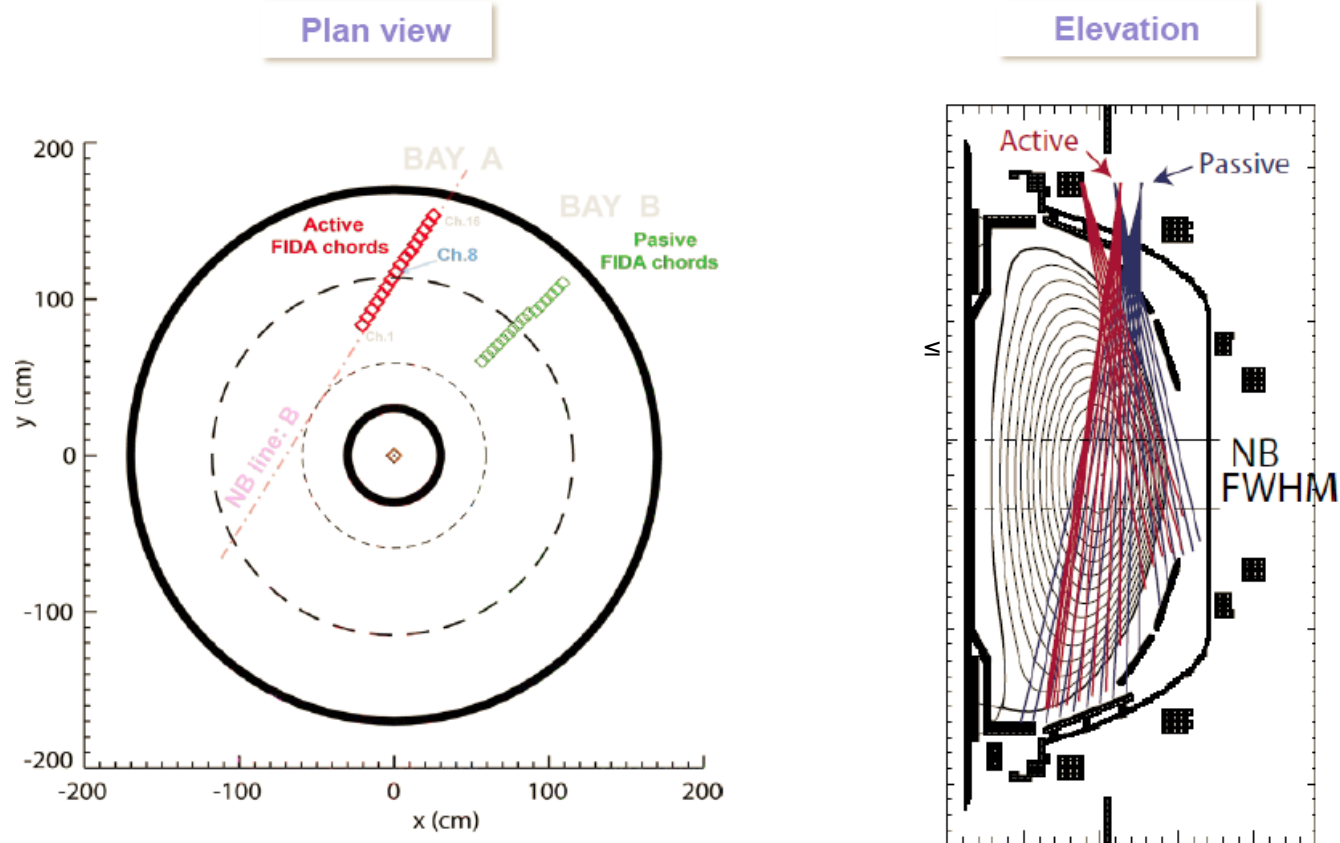 Plan view
Elevation
200
100
0
-100
-200
y (cm)
-200
-100
0
100
200
x (cm)
BAY A
BAY B
Active
FIDA chords
Ch.16
Ch.8
Ch.1
Pasive
FIDA chords
NB line: B
Active
Passive
VI
NB
FWHM